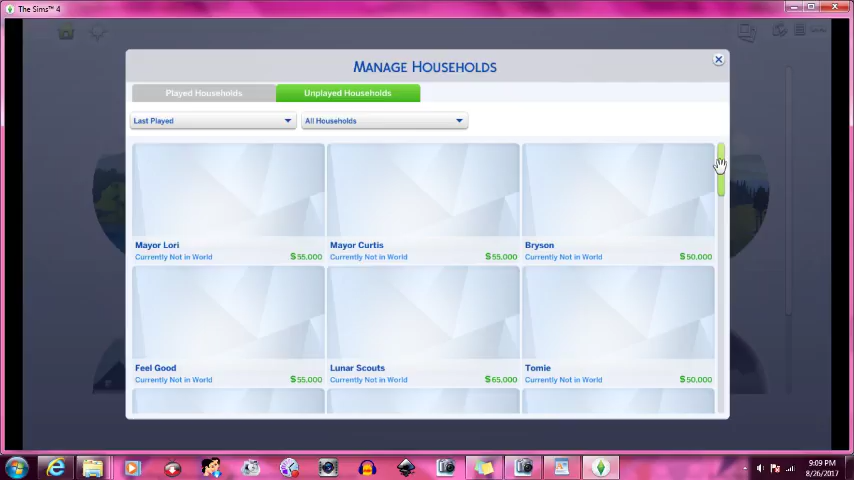 The Sims™ 4
MANAGE HOUSEHOLDS
Played Households
Unplayed Households
Last Played
All Households
Mayor Lori
Currently Not in World
$55,000
Mayor Curtis
Currently Not in World
$55,000
Bryson
Currently Not in World
$50,000
Feel Good
Currently Not in World
$55,000
Lunar Scouts
Currently Not in World
$65,000
Tomie
Currently Not in World
$50,000
9:09 PM
8/26/2017